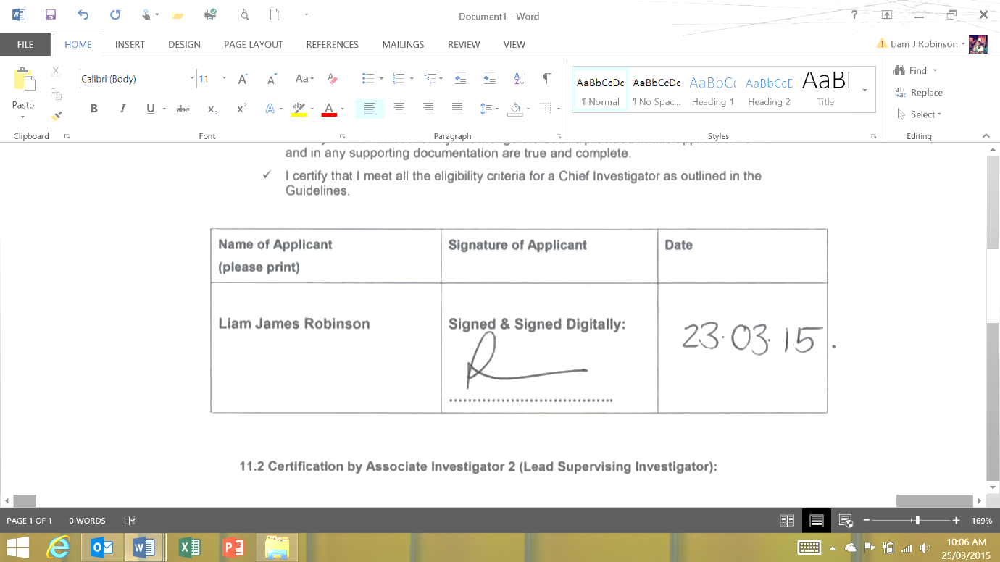 Document1 - Word
?
FILE HOME INSERT DESIGN PAGE LAYOUT REFERENCES MAILINGS REVIEW VIEW
Liam J Robinson
Paste
Calibri (Body) 11
Aa
B I U abc X₂ X²
AaBbCcDc AaBbCcDc AaBbCc AaBbCcD AaB
¶ Normal ¶ No Spac... Heading 1 Heading 2 Title
Find
Replace
Select
Clipboard Font Paragraph Styles Editing
and in any supporting documentation are true and complete.
✓ I certify that I meet all the eligibility criteria for a Chief Investigator as outlined in the
Guidelines.
Name of Applicant
(please print)
Signature of Applicant
Date
Liam James Robinson
Signed & Signed Digitally:
23.03.15.
11.2 Certification by Associate Investigator 2 (Lead Supervising Investigator):
PAGE 1 OF 1 0 WORDS
169%
10:06 AM
25/03/2015